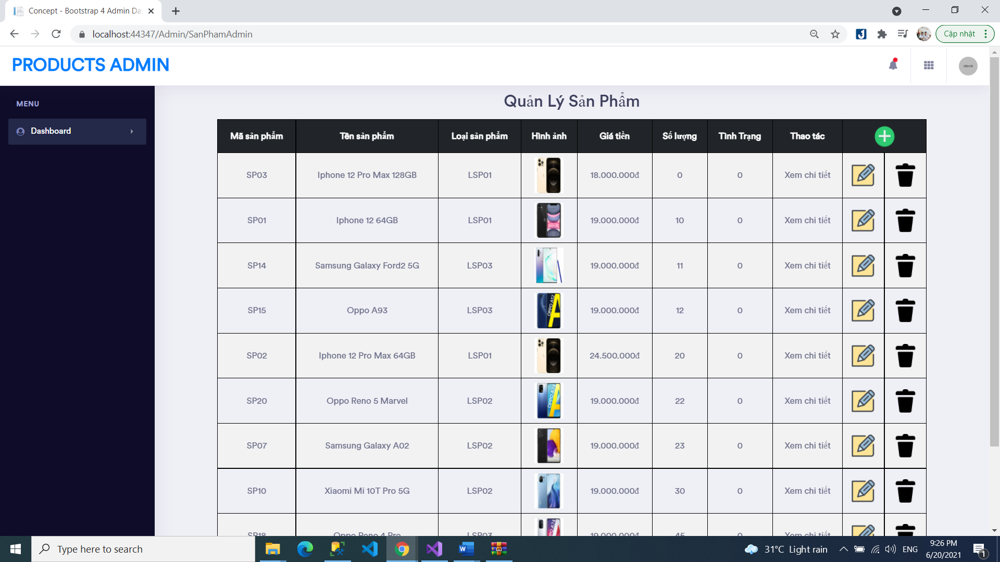 Concept - Bootstrap 4 Admin Da
localhost:44347/Admin/SanPhamAdmin
Cập nhật
PRODUCTS ADMIN
MENU
Dashboard
Quản Lý Sản Phẩm
Mã sản phẩm Tên sản phẩm Loại sản phẩm Hình ảnh Giá tiền Số lượng Tình Trạng Thao tác
SP03 Iphone 12 Pro Max 128GB LSP01 18.000.000đ 0 0 Xem chi tiết
SP01 Iphone 12 64GB LSP01 19.000.000đ 10 0 Xem chi tiết
SP14 Samsung Galaxy Ford2 5G LSP03 19.000.000đ 11 0 Xem chi tiết
SP15 Oppo A93 LSP03 OPPO A12 19.000.000đ 12 0 Xem chi tiết
SP02 Iphone 12 Pro Max 64GB LSP01 24.500.000đ 20 0 Xem chi tiết
SP20 Oppo Reno 5 Marvel LSP02 OPPO A74 19.000.000đ 22 0 Xem chi tiết
SP07 Samsung Galaxy A02 LSP02 19.000.000đ 23 0 Xem chi tiết
SP10 Xiaomi Mi 10T Pro 5G LSP02 19.000.000đ 30 0 Xem chi tiết
SP18 Oppo Reno 4 Pro LSP03 19.000.000đ 45 0 Xem chi tiết
Type here to search
31°C Light rain
ENG
9:26 PM
6/20/2021
1